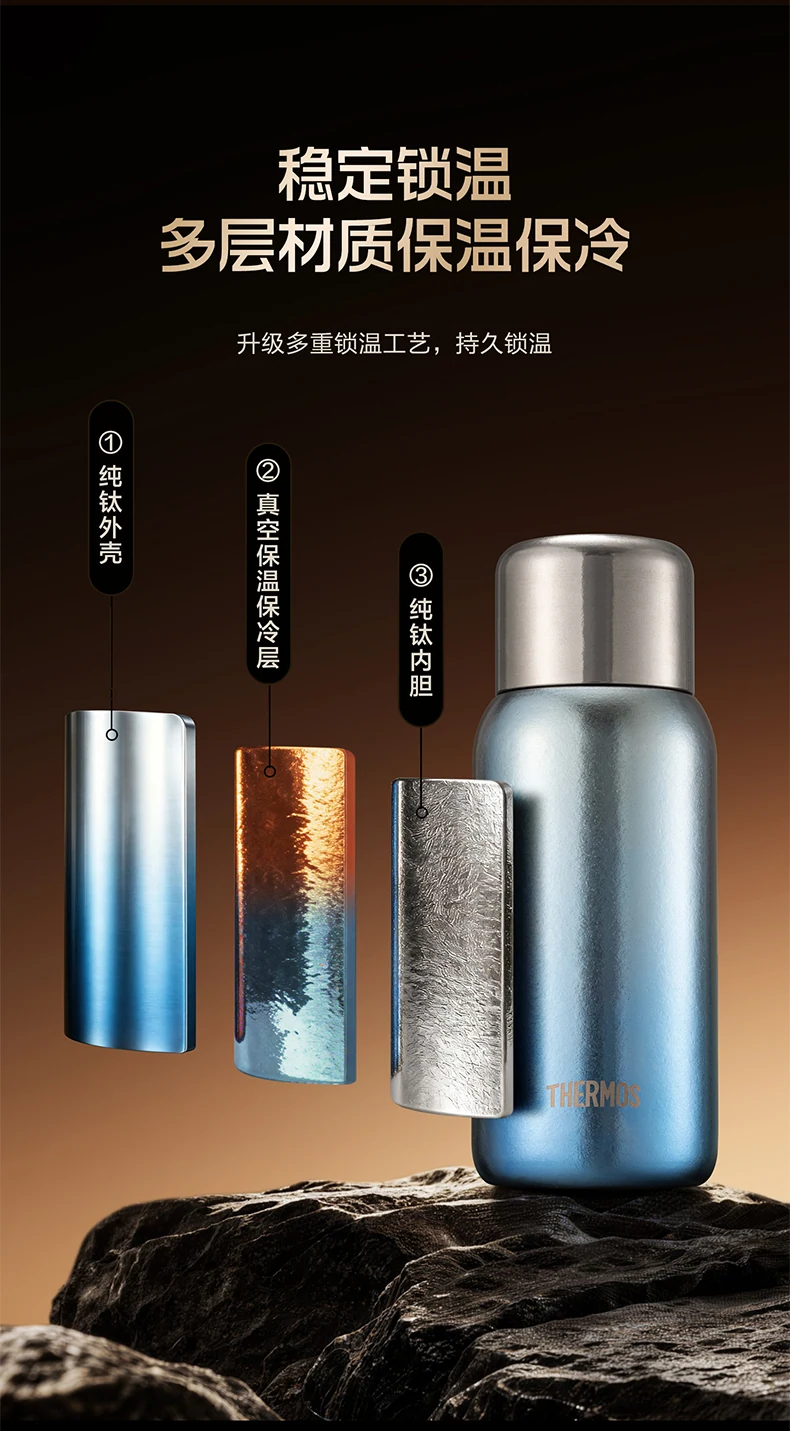 稳定锁温
多层材质保温保冷
升级多重锁温工艺，持久锁温
① 纯钛外壳
② 真空保温保冷层
③ 纯钛内胆
THERMOS